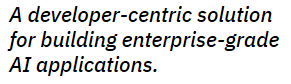 A developer-centric solution
for building enterprise-grade
AI applications.